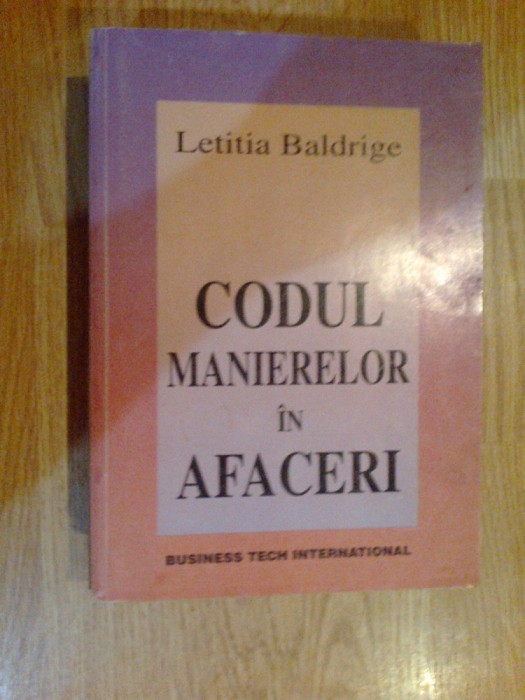 Letitia Baldrige
CODUL
MANIERELOR
ÎN
AFACERI
BUSINESS TECH INTERNATIONAL